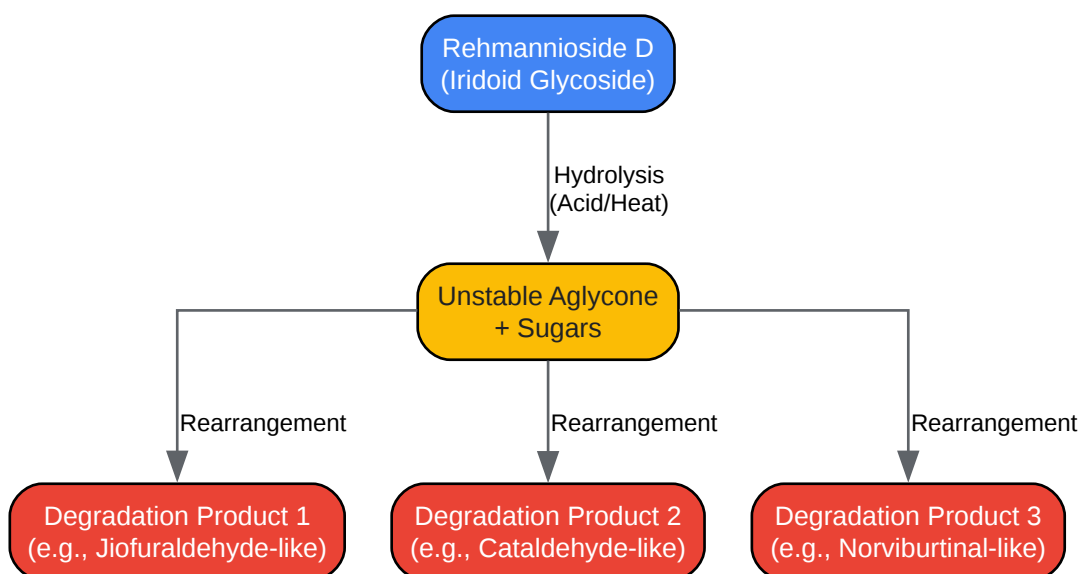 Rehmannioside D
(Iridoid Glycoside)
Hydrolysis
(Acid/Heat)
Unstable Aglycone
+ Sugars
Rearrangement
Rearrangement
Rearrangement
Degradation Product 1
(e.g., Jiofuraldehyde-like)
Degradation Product 2
(e.g., Cataldehyde-like)
Degradation Product 3
(e.g., Norviburtinal-like)